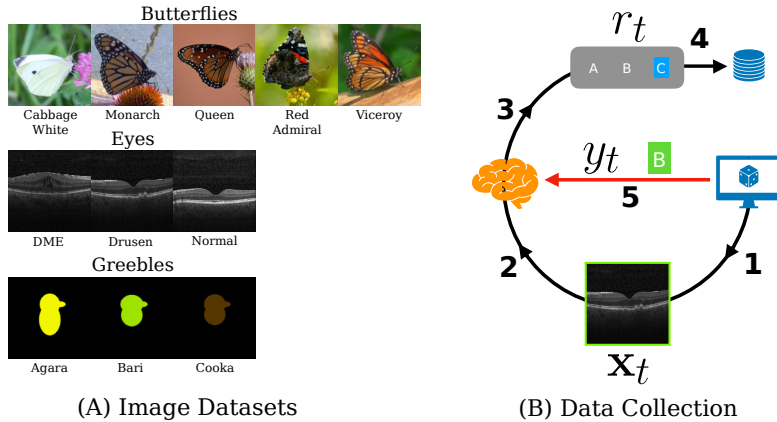 Butterflies
Cabbage White
Monarch
Queen
Red Admiral
Viceroy
Eyes
DME
Drusen
Normal
Greebles
Agara
Bari
Cooka
(A) Image Datasets
r_t
A B C
4
3
y_t B
5
2
1
x_t
(B) Data Collection